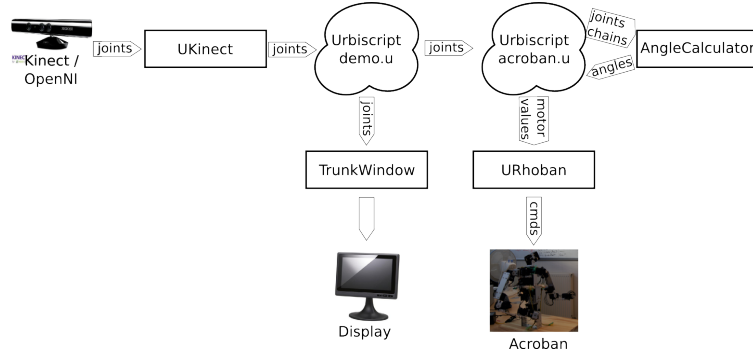 KINECT
Kinect /
OpenNI
joints
UKinect
joints
Urbiscript
demo.u
joints
Urbiscript
acroban.u
joints
chains
angles
AngleCalculator
joints
motor
values
TrunkWindow
URhoban
cmds
Display
Acroban